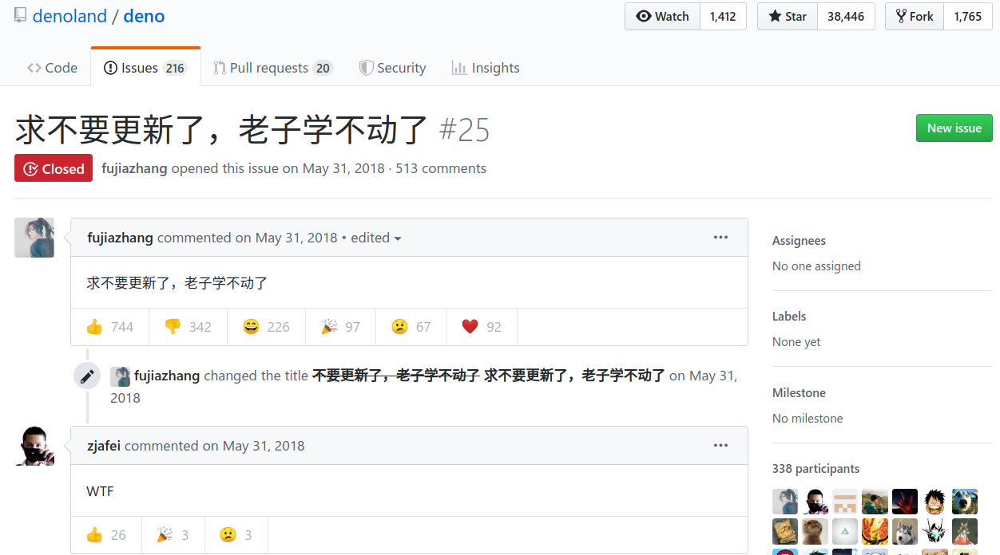 denoland / deno
Watch 1,412 Star 38,446 Fork 1,765
Code Issues 216 Pull requests 20 Security Insights
求不要更新了，老子学不动了 #25
New issue
Closed fujiazhang opened this issue on May 31, 2018 · 513 comments
fujiazhang commented on May 31, 2018 • edited
求不要更新了，老子学不动了
👍 744 👎 342 😄 226 🎉 97 😕 67 ❤️ 92
fujiazhang changed the title 不要更新了，老子学不动了 求不要更新了，老子学不动了 on May 31,
2018
zjafei commented on May 31, 2018
WTF
👍 26 🎉 3 😕 3
Assignees
No one assigned
Labels
None yet
Milestone
No milestone
338 participants